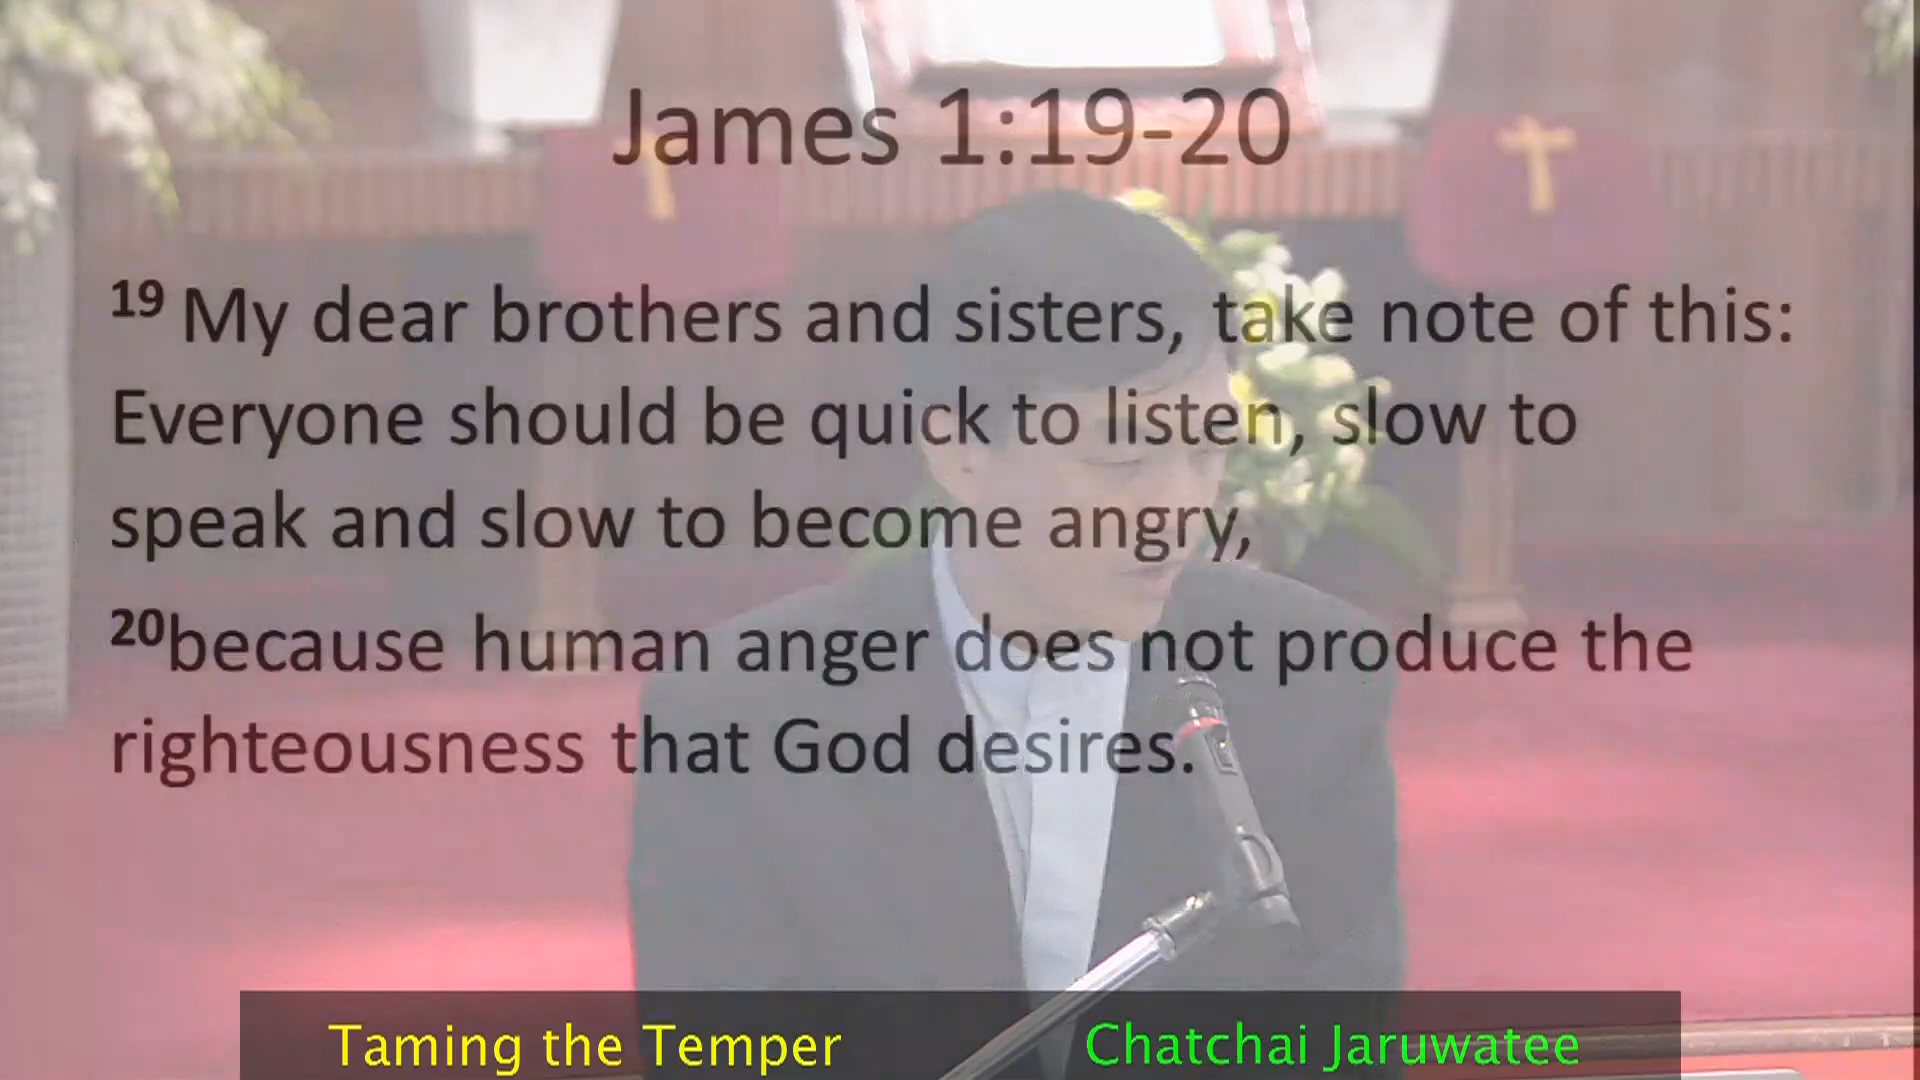 James 1:19-20
19 My dear brothers and sisters, take note of this:
Everyone should be quick to listen, slow to
speak and slow to become angry,
20because human anger does not produce the
righteousness that God desires.
Taming the Temper Chatchai Jaruwatee